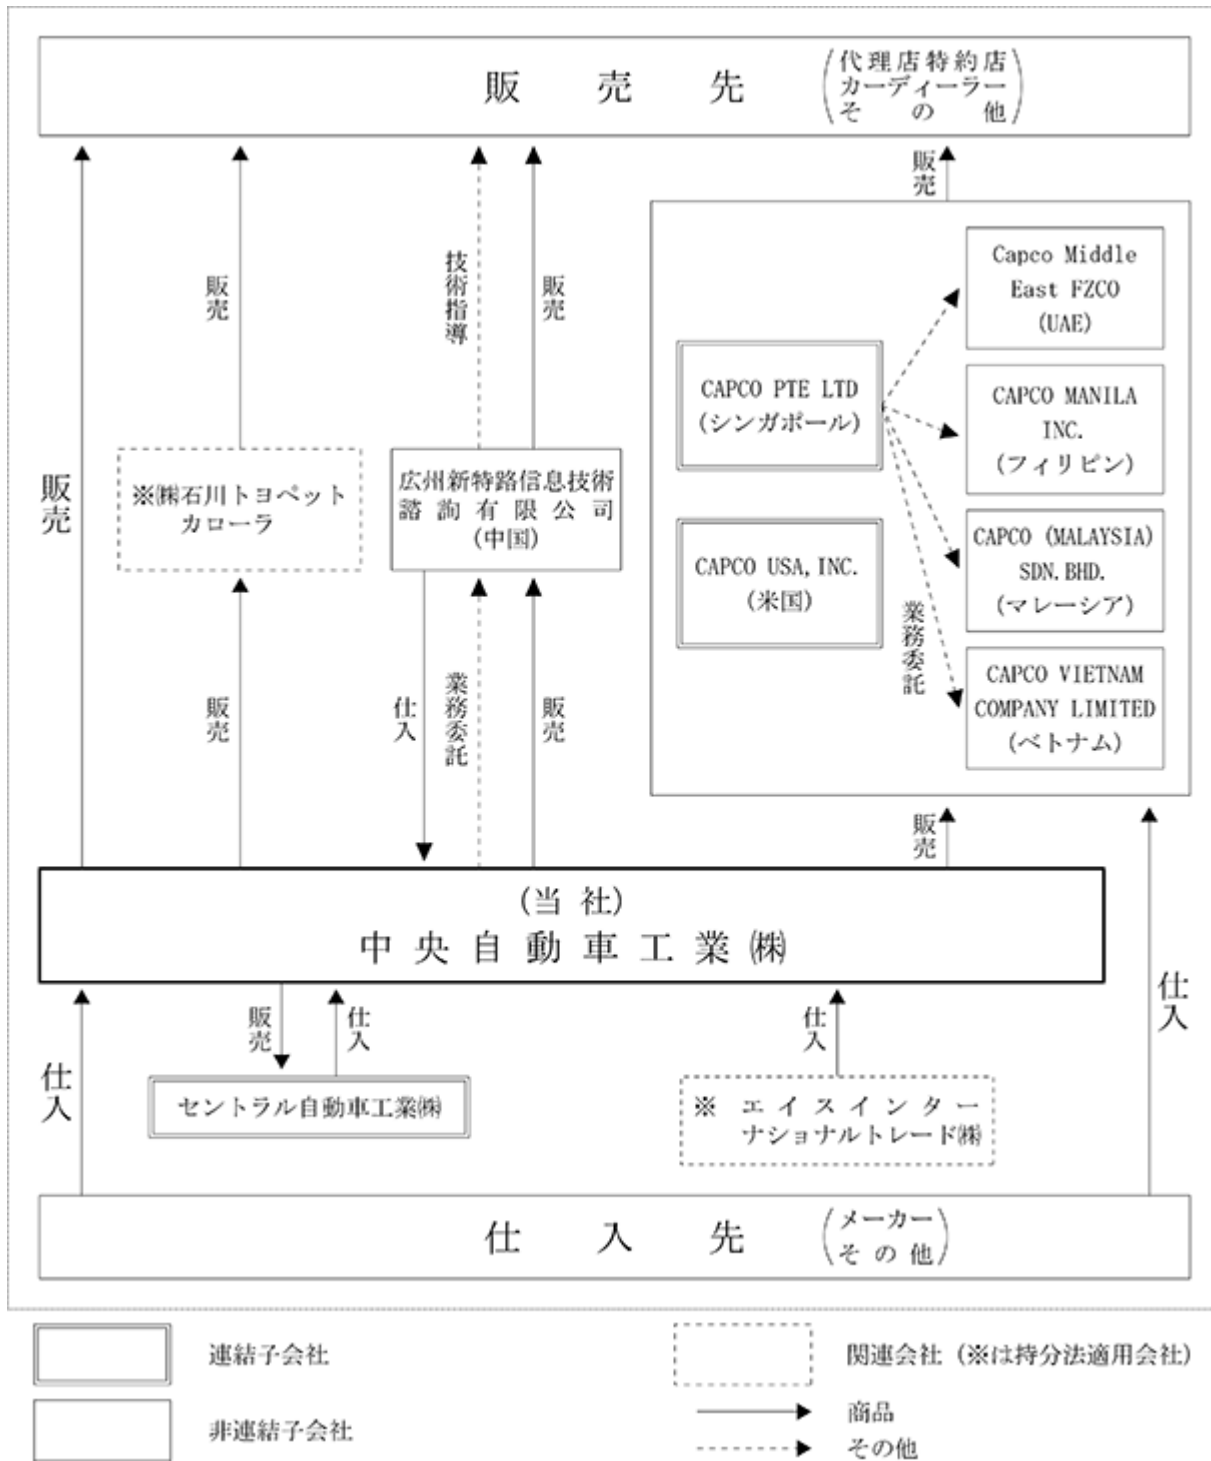 販売先
代理店特約店
カーディーラー
その他
販売
販売
技術指導
販売
販売
Capco Middle
East FZCO
(UAE)
CAPCO PTE LTD
(シンガポール)
CAPCO MANILA
INC.
(フィリピン)
※㈱石川トヨペット
カローラ
広州新特路信息技術
諮詢有限公司
(中国)
CAPCO USA, INC.
(米国)
CAPCO (MALAYSIA)
SDN. BHD.
(マレーシア)
業務委託
CAPCO VIETNAM
COMPANY LIMITED
(ベトナム)
販売
仕入
業務委託
販売
販売
(当社)
中央自動車工業㈱
仕入
販売
仕入
仕入
仕入
セントラル自動車工業㈱
※ エイスインター
ナショナルトレード㈱
仕入先
メーカー
その他
連結子会社
関連会社 (※は持分法適用会社)
非連結子会社
商品
その他